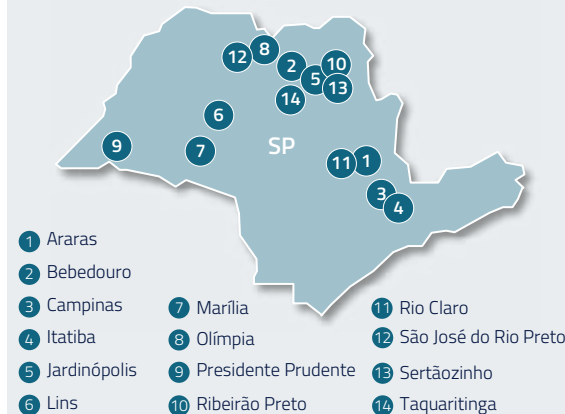 8
12
10
2
5
13
14
6
SP
9
7
11
1
3
4
1 Araras
2 Bebedouro
3 Campinas
4 Itatiba
5 Jardinópolis
6 Lins
7 Marília
8 Olímpia
9 Presidente Prudente
10 Ribeirão Preto
11 Rio Claro
12 São José do Rio Preto
13 Sertãozinho
14 Taquaritinga